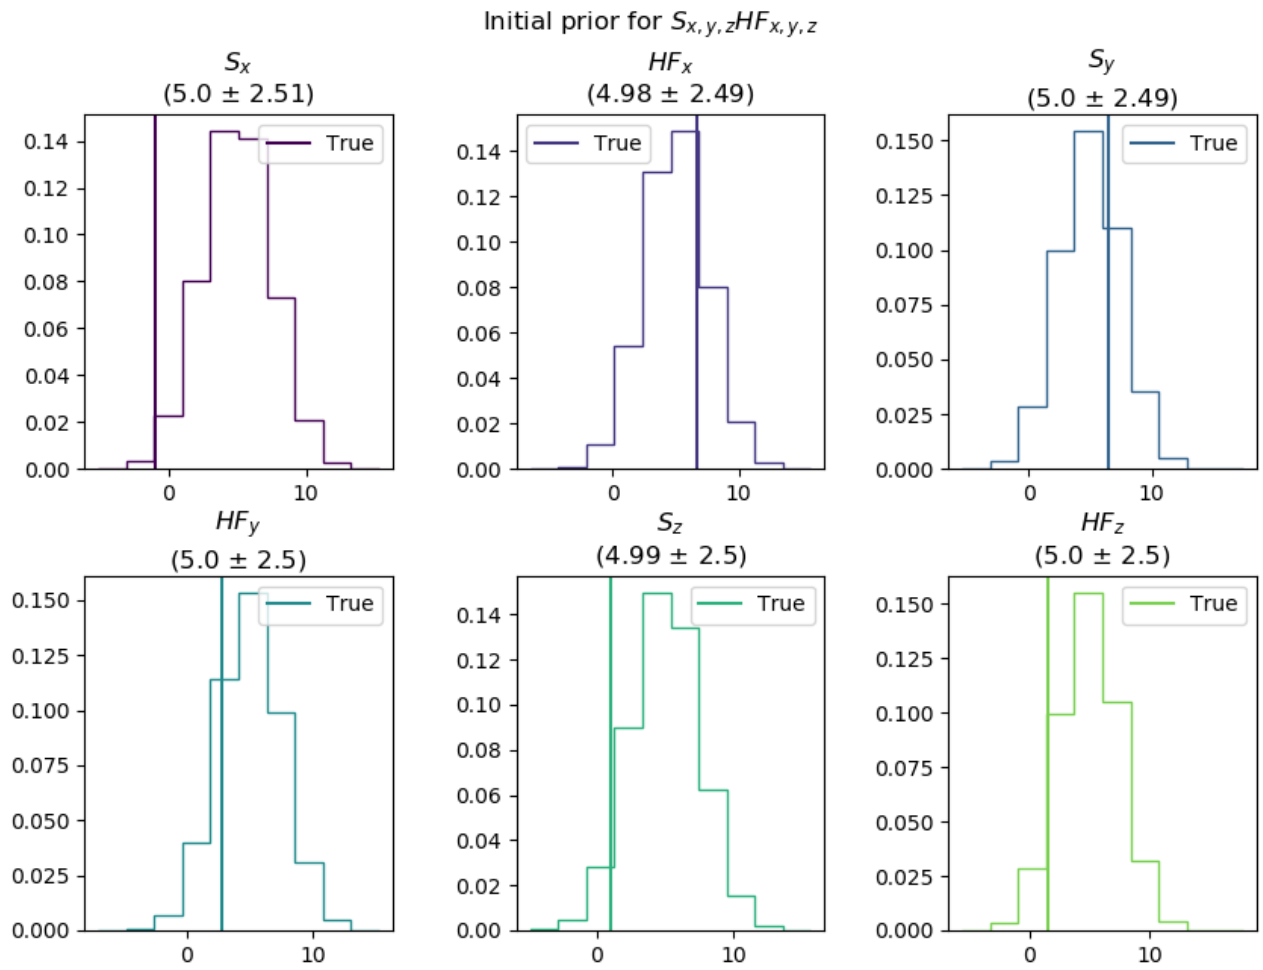 Initial prior for S_{x, y, z}HF_{x, y, z}
S_x
(5.0 ± 2.51)
True
0.14
0.12
0.10
0.08
0.06
0.04
0.02
0.00
0 10
HF_x
(4.98 ± 2.49)
True
0.14
0.12
0.10
0.08
0.06
0.04
0.02
0.00
0 10
S_y
(5.0 ± 2.49)
True
0.150
0.125
0.100
0.075
0.050
0.025
0.000
0 10
HF_y
(5.0 ± 2.5)
True
0.150
0.125
0.100
0.075
0.050
0.025
0.000
0 10
S_z
(4.99 ± 2.5)
True
0.14
0.12
0.10
0.08
0.06
0.04
0.02
0.00
0 10
HF_z
(5.0 ± 2.5)
True
0.150
0.125
0.100
0.075
0.050
0.025
0.000
0 10